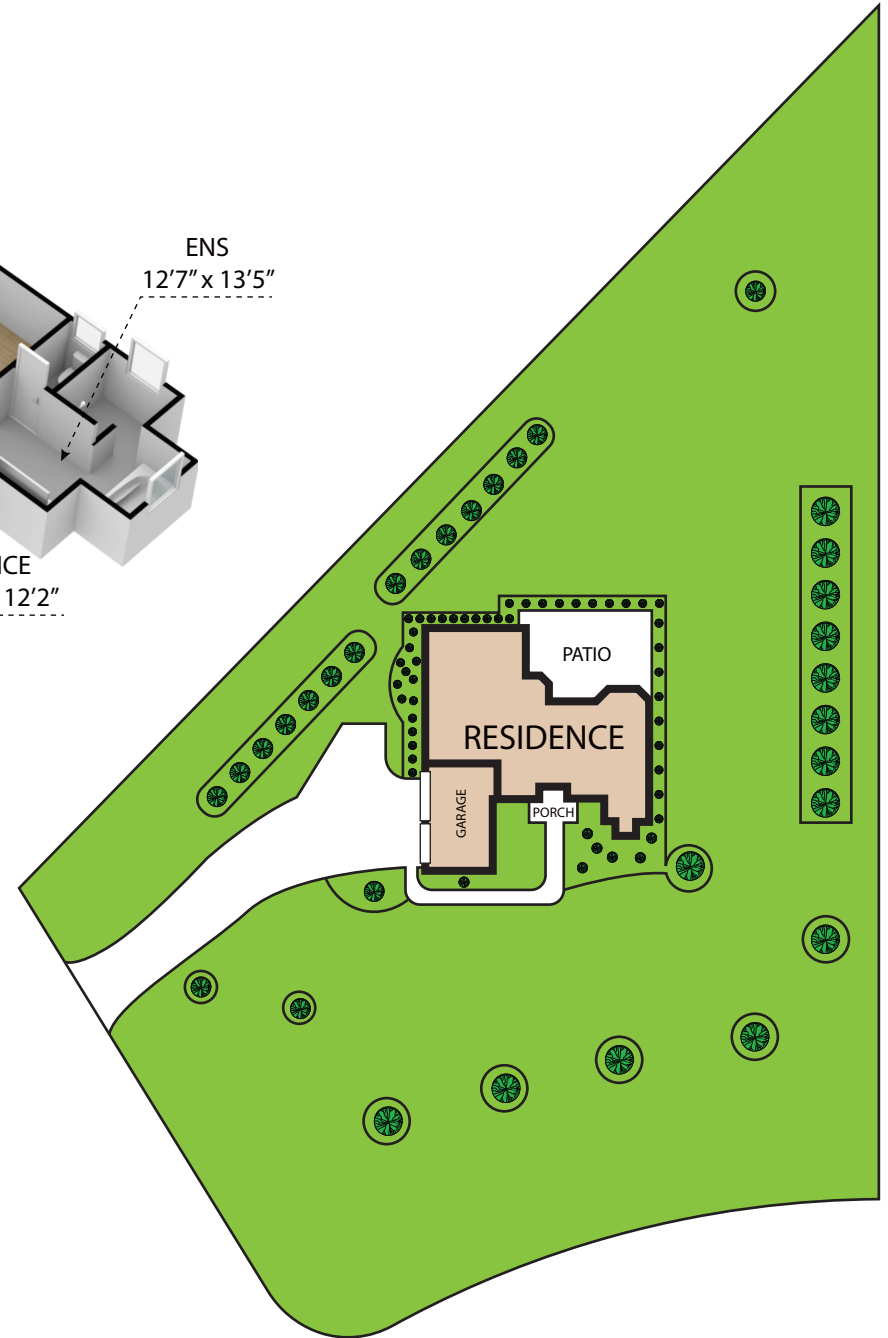 ENS
12’7” x 13’5”
12’2”
PATIO
RESIDENCE
GARAGE
PORCH